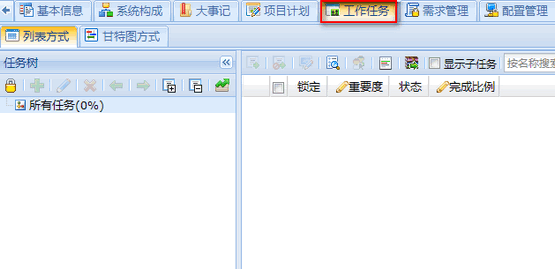 基本信息 系统构成 大事记 项目计划 工作任务 需求管理 配置管理
列表方式 甘特图方式
任务树
显示子任务 按名称搜索
锁定 重要度 状态 完成比例
所有任务(0%)